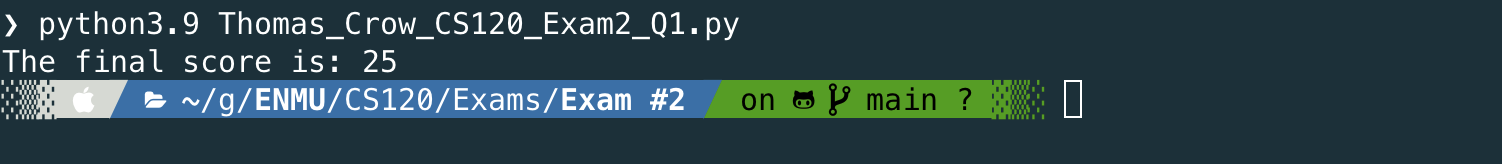 ❯ python3.9 Thomas_Crow_CS120_Exam2_Q1.py
The final score is: 25
~/g/ENMU/CS120/Exams/Exam #2 on main ?